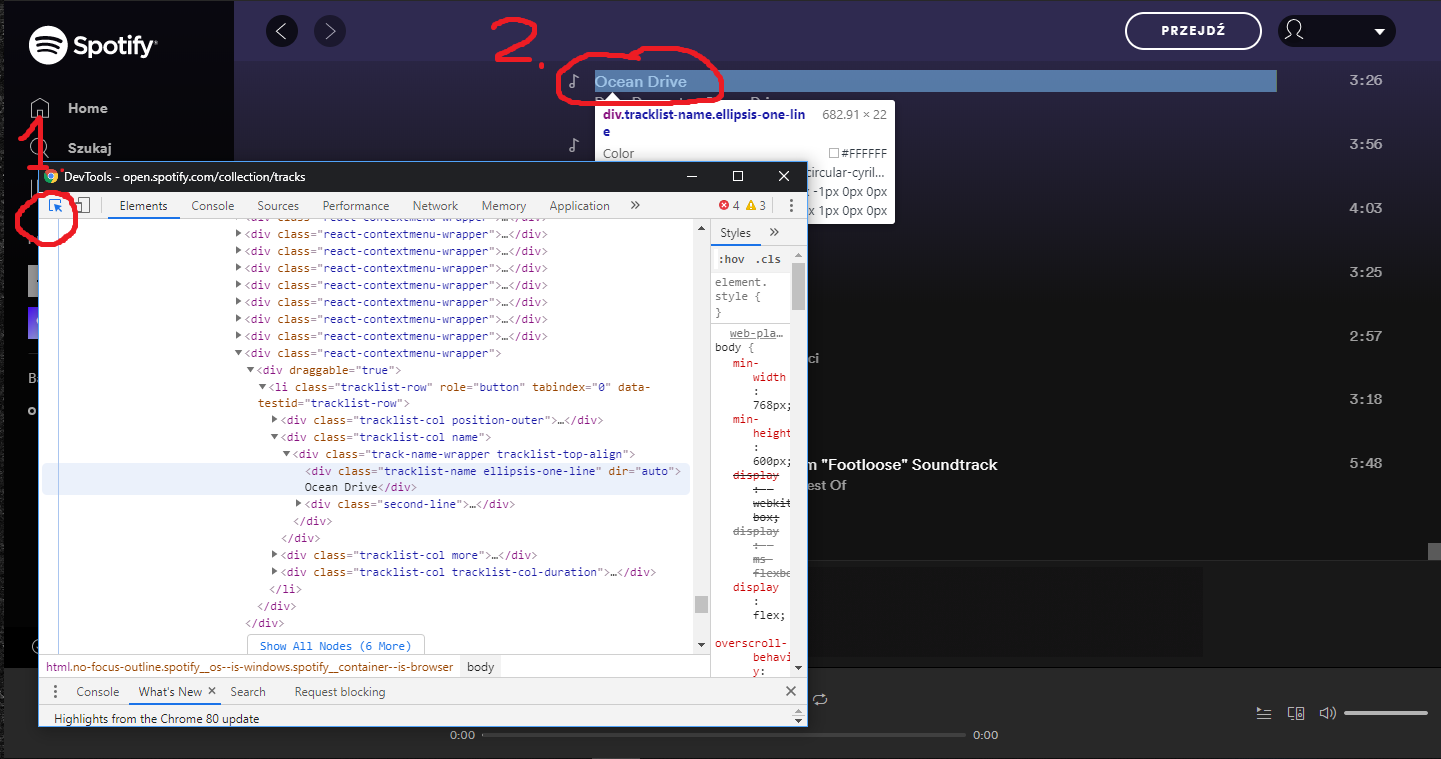 Spotify
Home
Szukaj
1
2.
PRZEJDŹ
Ocean Drive
3:26
div.tracklist-name.ellipsis-one-lin
e
682.91 × 22
Color
#FFFFFF
circular-cyril...
-1px 0px 0px
1px 0px 0px
3:56
4:03
3:25
2:57
ci
3:18
m "Footloose" Soundtrack
est Of
5:48
DevTools - open.spotify.com/collection/tracks
Elements Console Sources Performance Network Memory Application » 4 3
<div class="react-contextmenu-wrapper">…</div>
<div class="react-contextmenu-wrapper">…</div>
<div class="react-contextmenu-wrapper">…</div>
<div class="react-contextmenu-wrapper">…</div>
<div class="react-contextmenu-wrapper">…</div>
<div class="react-contextmenu-wrapper">…</div>
<div class="react-contextmenu-wrapper">…</div>
<div class="react-contextmenu-wrapper">…</div>
<div class="react-contextmenu-wrapper">
<div draggable="true">
<li class="tracklist-row" role="button" tabindex="0" data-
testid="tracklist-row">
<div class="tracklist-col position-outer">…</div>
<div class="tracklist-col name">
<div class="track-name-wrapper tracklist-top-align">
<div class="tracklist-name ellipsis-one-line" dir="auto">
Ocean Drive</div>
<div class="second-line">…</div>
</div>
</div>
<div class="tracklist-col more">…</div>
<div class="tracklist-col tracklist-col-duration">…</div>
</li>
</div>
</div>
Show All Nodes (6 More)
html.no-focus-outline.spotify__os--is-windows.spotify__container--is-browser body
Styles »
:hov .cls
element.
style {
}
web-pla…
body {
min-
width
:
768px;
min-
height
:
600px;
display
: -
webkit
box;
display
: -
ms-
flexbo
display
:
flex;
overscroll-
behavi
y:
Console What's New × Search Request blocking
Highlights from the Chrome 80 update
0:00
0:00